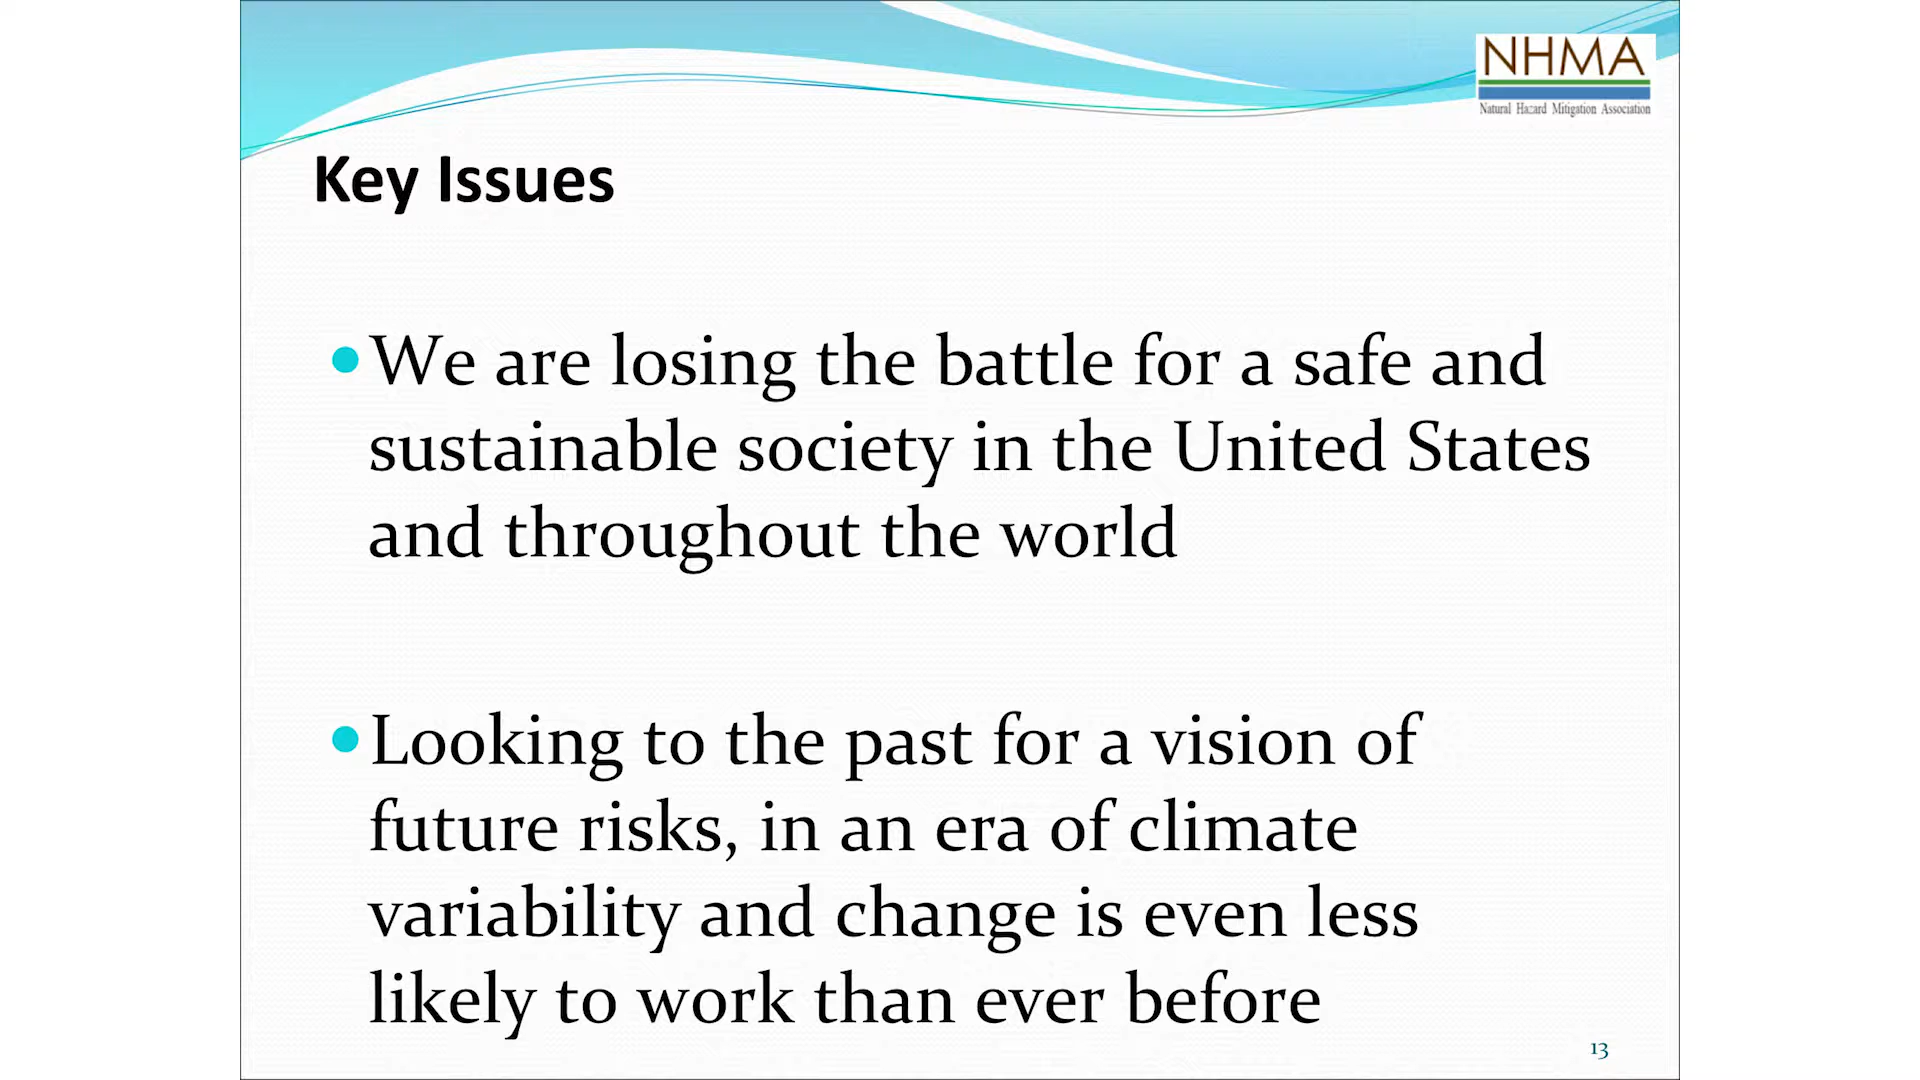 NHMA
Natural Hazard Mitigation Association
Key Issues
We are losing the battle for a safe and
sustainable society in the United States
and throughout the world
Looking to the past for a vision of
future risks, in an era of climate
variability and change is even less
likely to work than ever before
13